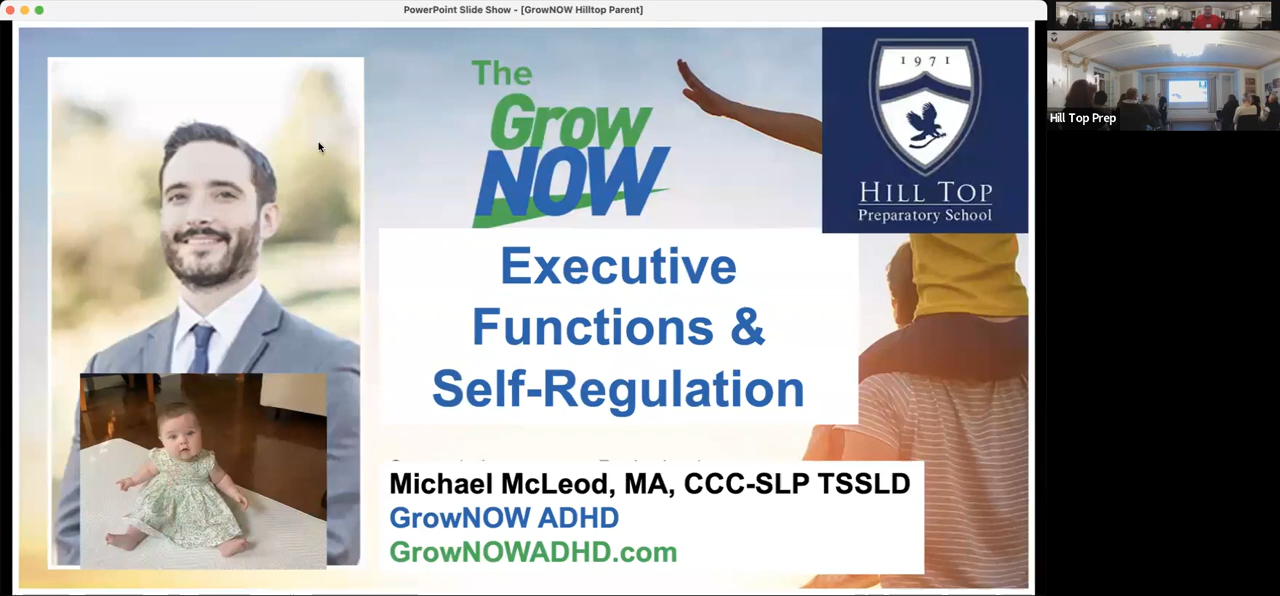 PowerPoint Slide Show - [GrowNOW Hilltop Parent]
The
Grow
NOW
1971
HILL TOP
Preparatory School
Executive
Functions &
Self-Regulation
Michael McLeod, MA, CCC-SLP TSSLD
GrowNOW ADHD
GrowNOWADHD.com
Hill Top Prep